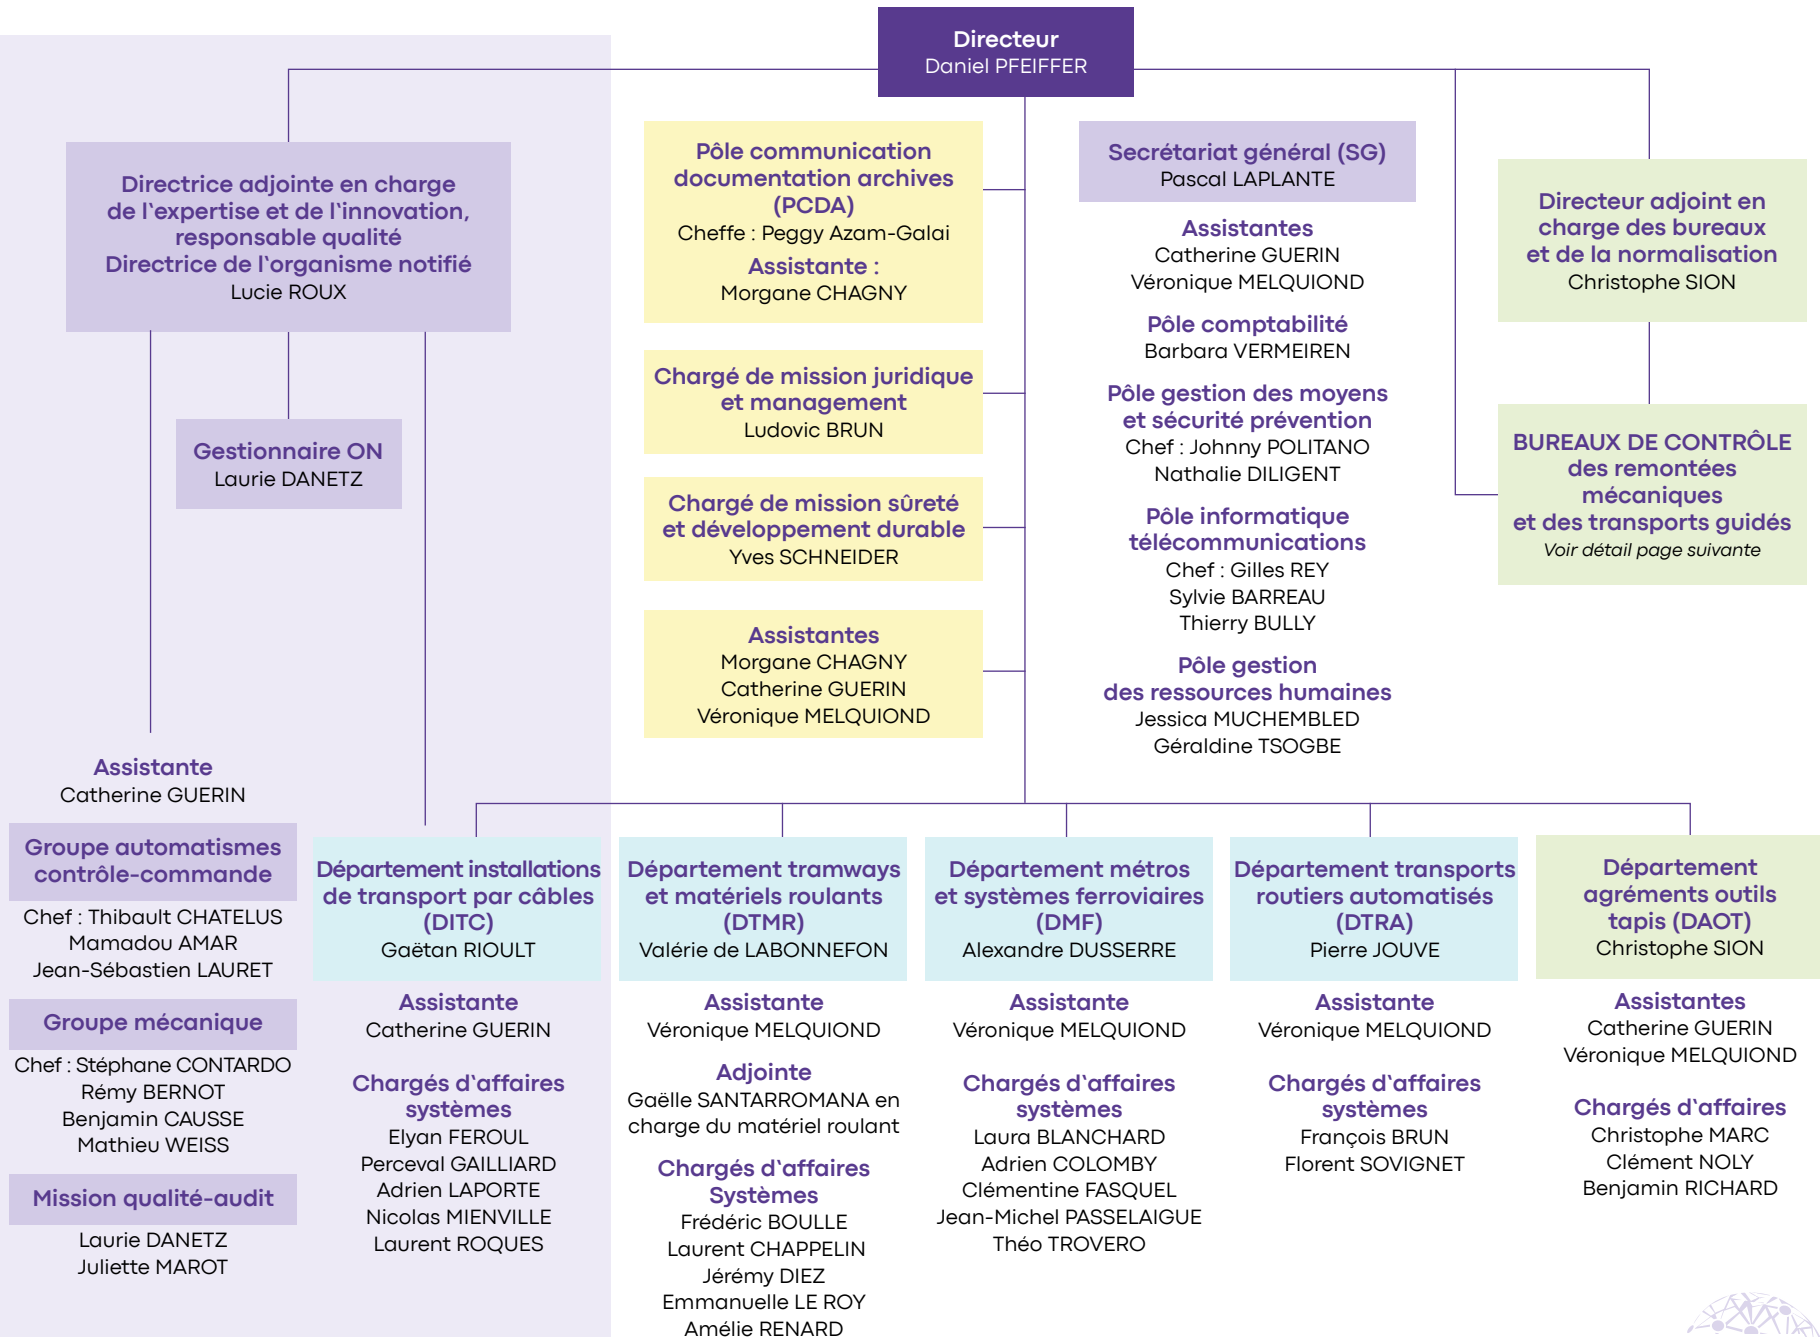 Directeur
Daniel PFEIFFER
Directrice adjointe en charge
de l'expertise et de l'innovation,
responsable qualité
Directrice de l'organisme notifié
Lucie ROUX
Gestionnaire ON
Laurie DANETZ
Pôle communication
documentation archives
(PCDA)
Cheffe : Peggy Azam-Galai
Assistante :
Morgane CHAGNY
Chargé de mission juridique
et management
Ludovic BRUN
Chargé de mission sûreté
et développement durable
Yves SCHNEIDER
Assistantes
Morgane CHAGNY
Catherine GUERIN
Véronique MELQUIOND
Secrétariat général (SG)
Pascal LAPLANTE
Assistantes
Catherine GUERIN
Véronique MELQUIOND
Pôle comptabilité
Barbara VERMEIREN
Pôle gestion des moyens
et sécurité prévention
Chef : Johnny POLITANO
Nathalie DILIGENT
Pôle informatique
télécommunications
Chef : Gilles REY
Sylvie BARREAU
Thierry BULLY
Pôle gestion
des ressources humaines
Jessica MUCHEMBLED
Géraldine TSOGBE
Directeur adjoint en
charge des bureaux
et de la normalisation
Christophe SION
BUREAUX DE CONTRÔLE
des remontées
mécaniques
et des transports guidés
Voir détail page suivante
Assistante
Catherine GUERIN
Groupe automatismes
contrôle-commande
Chef : Thibault CHATELUS
Mamadou AMAR
Jean-Sébastien LAURET
Groupe mécanique
Chef : Stéphane CONTARDO
Rémy BERNOT
Benjamin CAUSSE
Mathieu WEISS
Mission qualité-audit
Laurie DANETZ
Juliette MAROT
Département installations
de transport par câbles
(DITC)
Gaëtan RIOULT
Assistante
Catherine GUERIN
Chargés d'affaires
systèmes
Elyan FEROUL
Perceval GAILLIARD
Adrien LAPORTE
Nicolas MIENVILLE
Laurent ROQUES
Département tramways
et matériels roulants
(DTMR)
Valérie de LABONNEFON
Assistante
Véronique MELQUIOND
Adjointe
Gaëlle SANTARROMANA en
charge du matériel roulant
Chargés d'affaires
Systèmes
Frédéric BOULLE
Laurent CHAPPELIN
Jérémy DIEZ
Emmanuelle LE ROY
Amélie RENARD
Département métros
et systèmes ferroviaires
(DMF)
Alexandre DUSSERRE
Assistante
Véronique MELQUIOND
Chargés d'affaires
systèmes
Laura BLANCHARD
Adrien COLOMBY
Clémentine FASQUEL
Jean-Michel PASSELAIGUE
Théo TROVERO
Département transports
routiers automatisés
(DTRA)
Pierre JOUVE
Assistante
Véronique MELQUIOND
Chargés d'affaires
systèmes
François BRUN
Florent SOVIGNET
Département
agréments outils
tapis (DAOT)
Christophe SION
Assistantes
Catherine GUERIN
Véronique MELQUIOND
Chargés d'affaires
Christophe MARC
Clément NOLY
Benjamin RICHARD